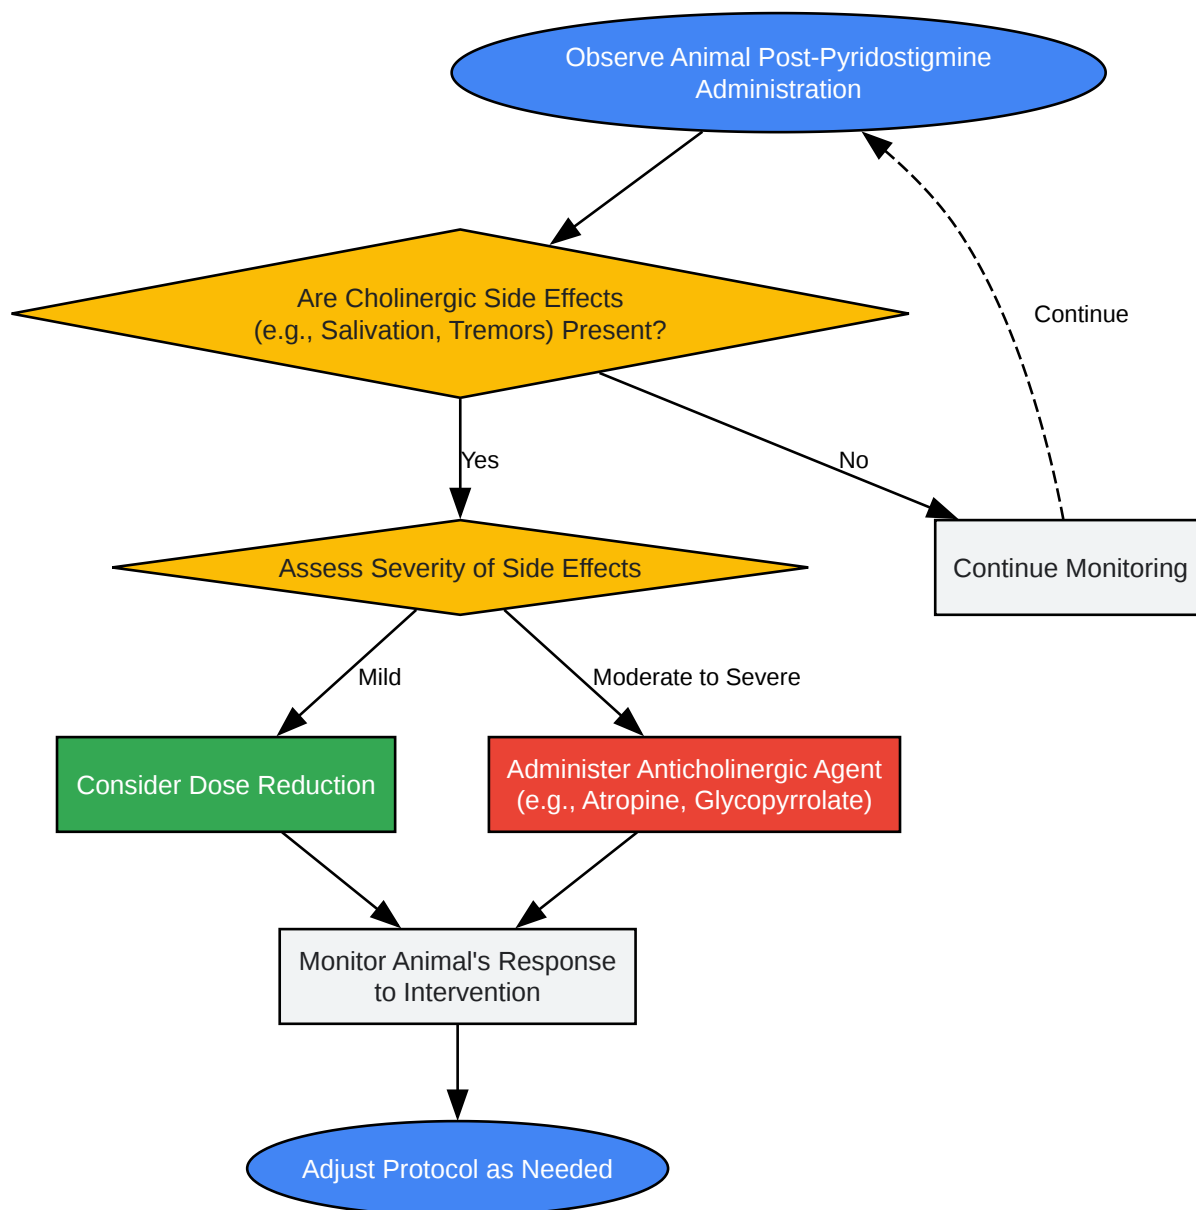 Observe Animal Post-Pyridostigmine
Administration
Are Cholinergic Side Effects
(e.g., Salivation, Tremors) Present?
Continue
Yes
No
Assess Severity of Side Effects
Continue Monitoring
Mild
Moderate to Severe
Consider Dose Reduction
Administer Anticholinergic Agent
(e.g., Atropine, Glycopyrrolate)
Monitor Animal's Response
to Intervention
Adjust Protocol as Needed